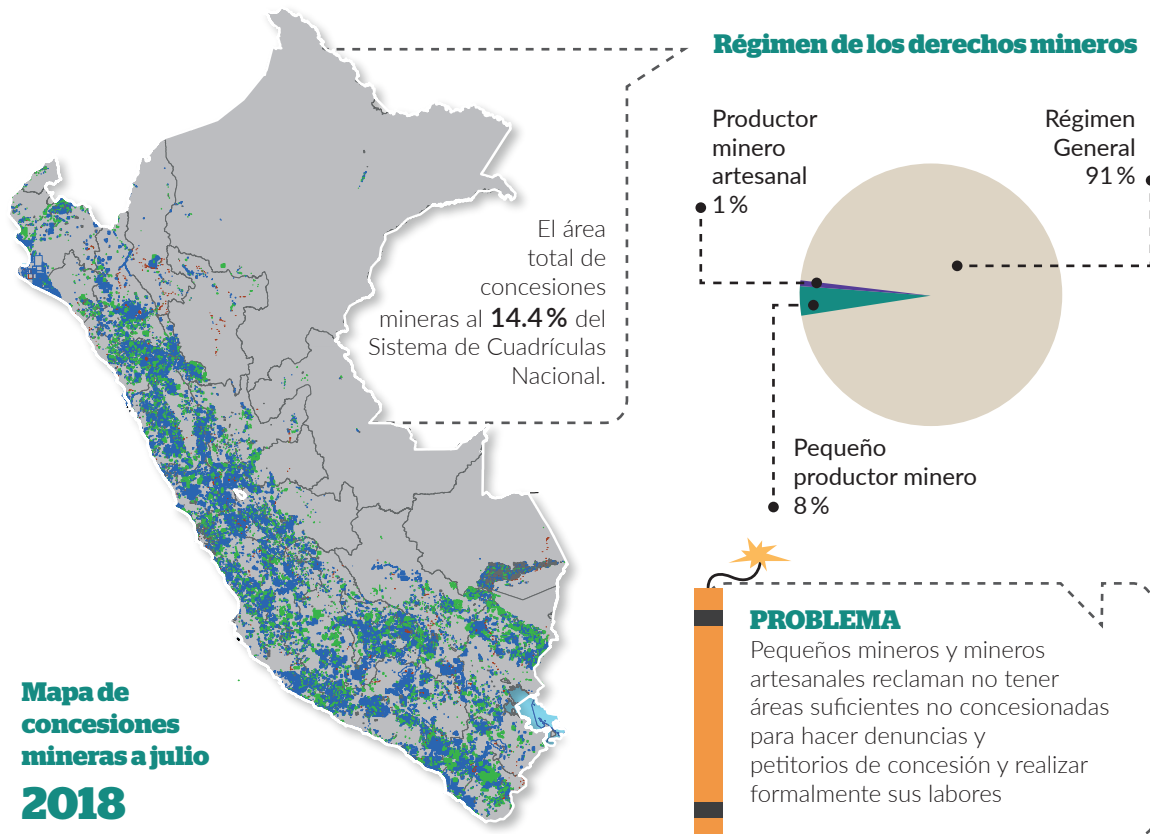 Régimen de los derechos mineros
Productor
minero
artesanal
1%
Régimen
General
91%
El área
total de
concesiones
mineras al 14.4% del
Sistema de Cuadrículas
Nacional.
Pequeño
productor minero
8%
Mapa de
concesiones
mineras a julio
2018
PROBLEMA
Pequeños mineros y mineros
artesanales reclaman no tener
áreas suficientes no concesionadas
para hacer denuncias y
petitorios de concesión y realizar
formalmente sus labores